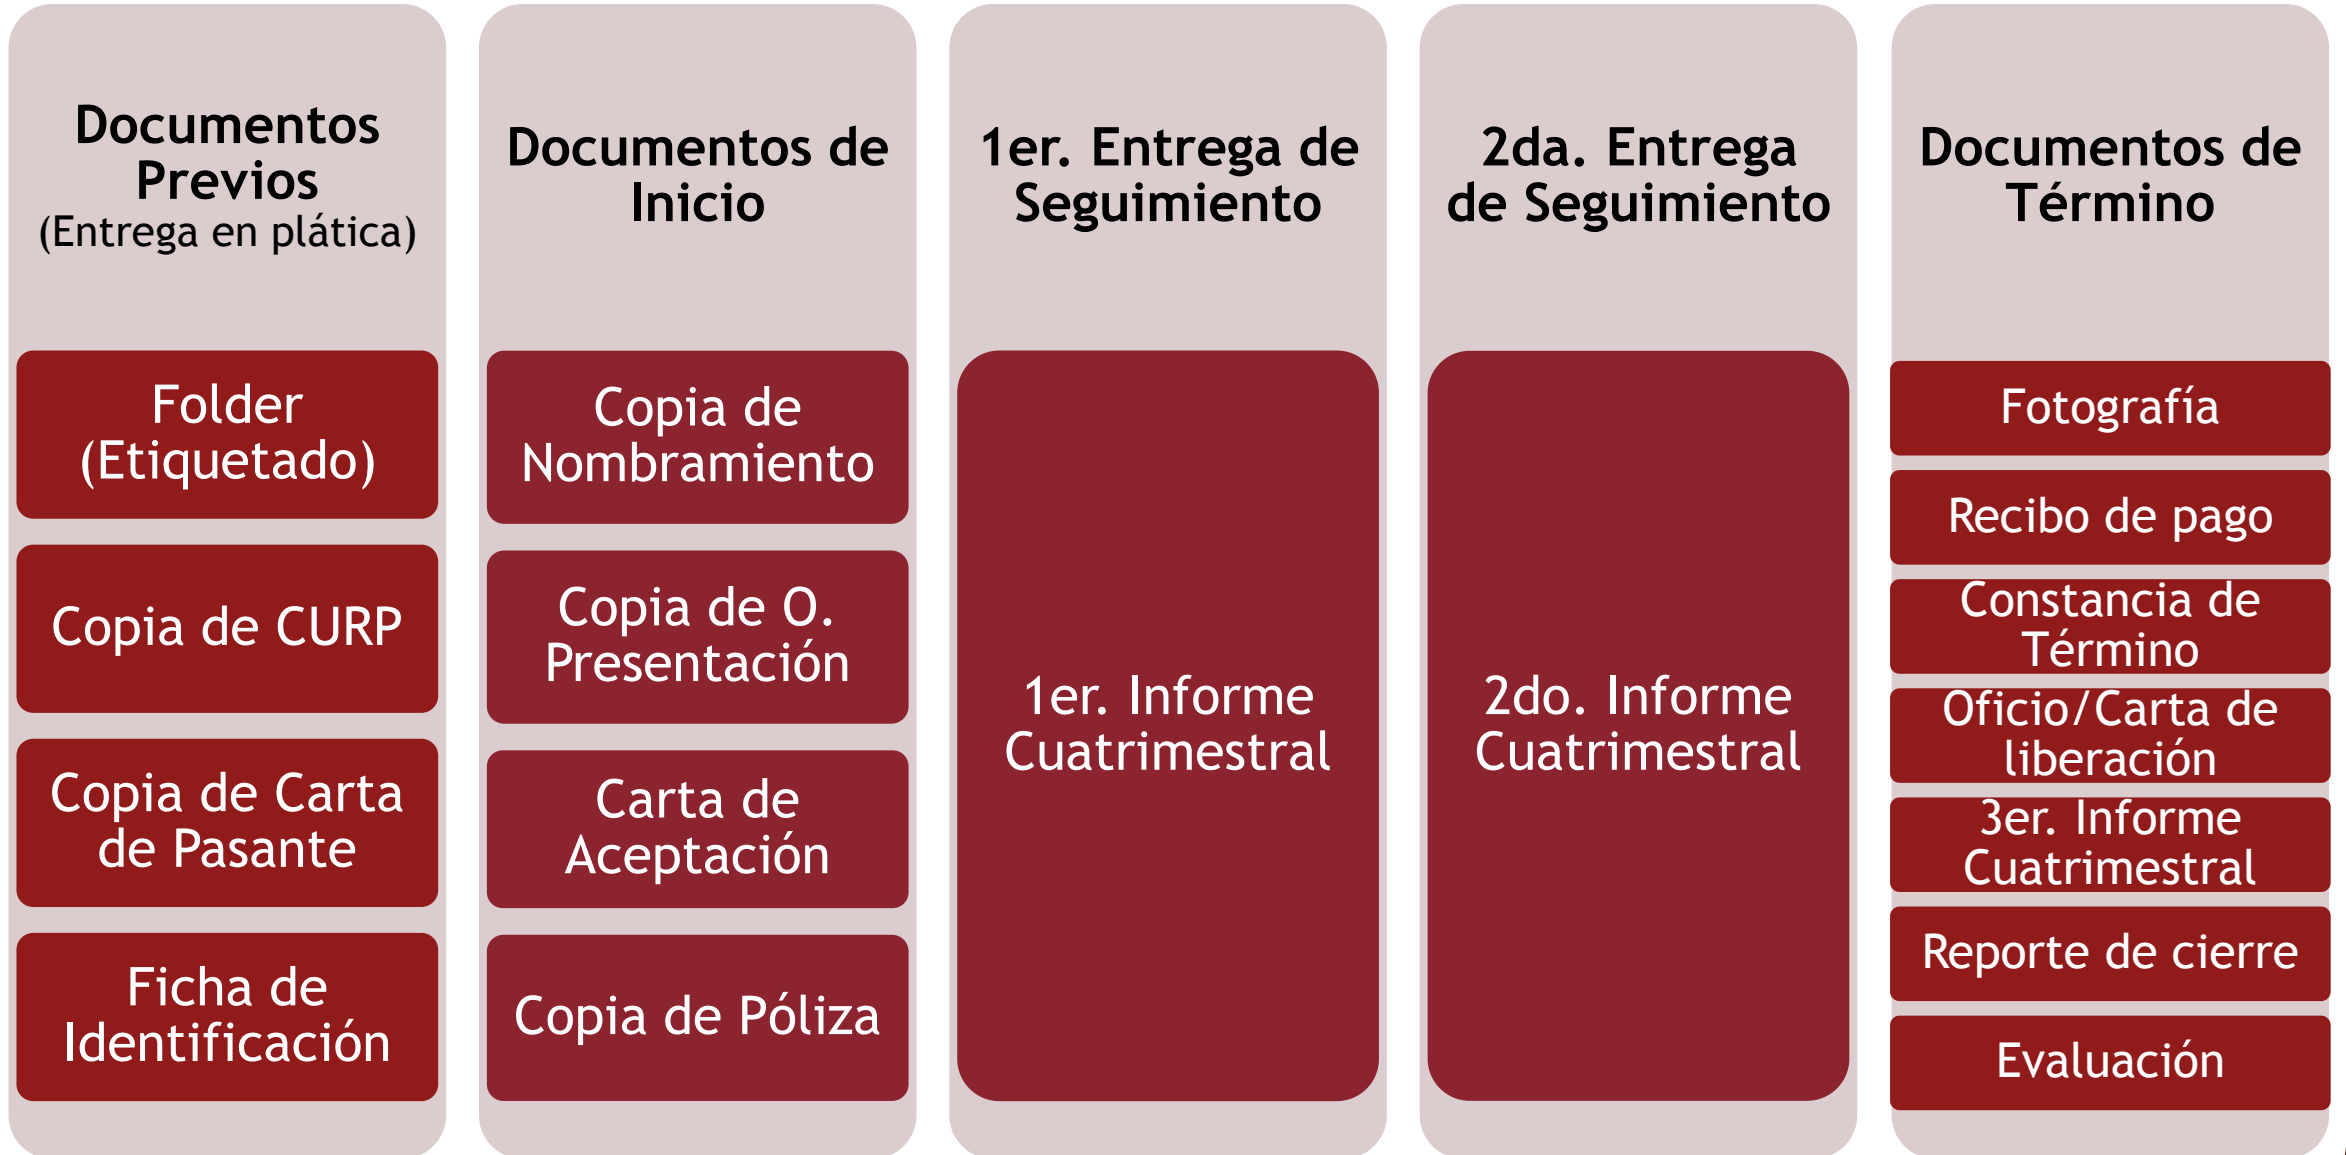 Documentos
Previos
(Entrega en plática)
Folder
(Etiquetado)
Copia de CURP
Copia de Carta
de Pasante
Ficha de
Identificación
Documentos de
Inicio
Copia de
Nombramiento
Copia de O.
Presentación
Carta de
Aceptación
Copia de Póliza
1er. Entrega de
Seguimiento
1er. Informe
Cuatrimestral
2da. Entrega
de Seguimiento
2do. Informe
Cuatrimestral
Documentos de
Término
Fotografía
Recibo de pago
Constancia de
Término
Oficio/Carta de
liberación
3er. Informe
Cuatrimestral
Reporte de cierre
Evaluación